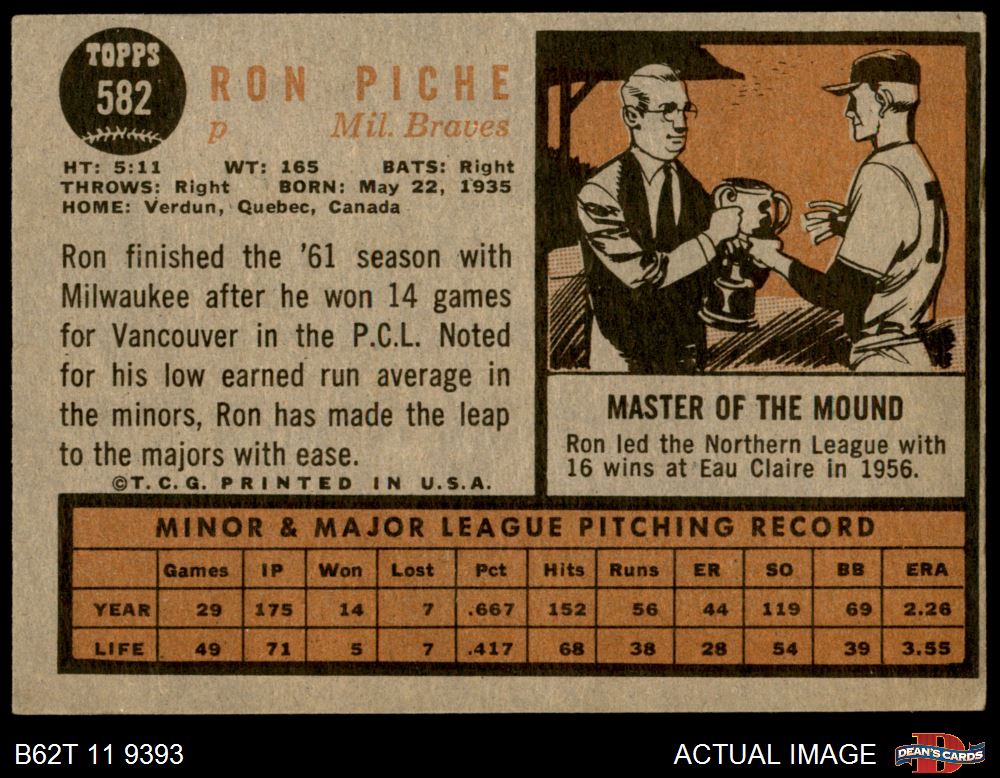 TOPPS
582
RON PICHE
p Mil. Braves
HT: 5:11 WT: 165 BATS: Right
THROWS: Right BORN: May 22, 1935
HOME: Verdun, Quebec, Canada
Ron finished the '61 season with
Milwaukee after he won 14 games
for Vancouver in the P.C.L. Noted
for his low earned run average in
the minors, Ron has made the leap
to the majors with ease.
©T.C.G. PRINTED IN U.S.A.
MASTER OF THE MOUND
Ron led the Northern League with
16 wins at Eau Claire in 1956.
MINOR & MAJOR LEAGUE PITCHING RECORD
Games IP Won Lost Pct Hits Runs ER SO BB ERA
YEAR 29 175 14 7 .667 152 56 44 119 69 2.26
LIFE 49 71 5 7 .417 68 38 28 54 39 3.55
B62T 11 9393 ACTUAL IMAGE
DEAN'S CARDS